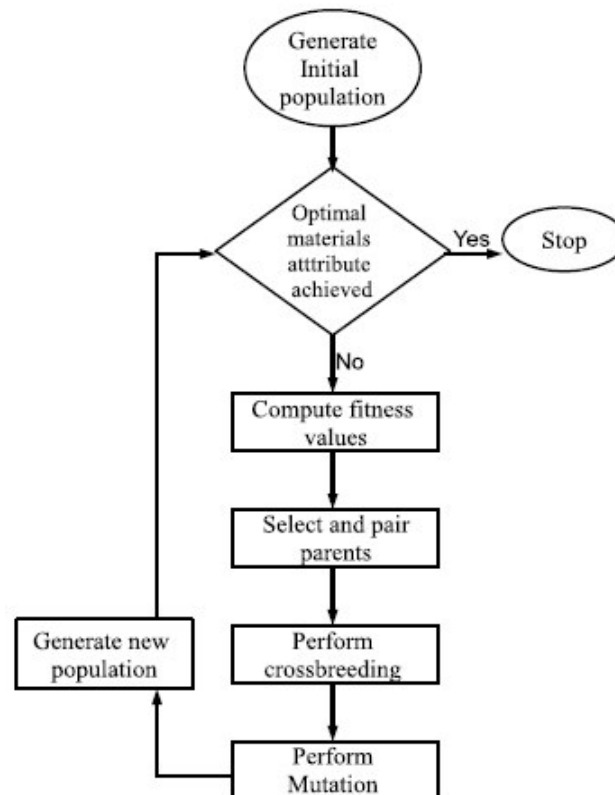 Generate
Initial
population
Optimal
materials
atttribute
achieved
Yes
Stop
No
Compute fitness
values
Select and pair
parents
Generate new
population
Perform
crossbreeding
Perform
Mutation